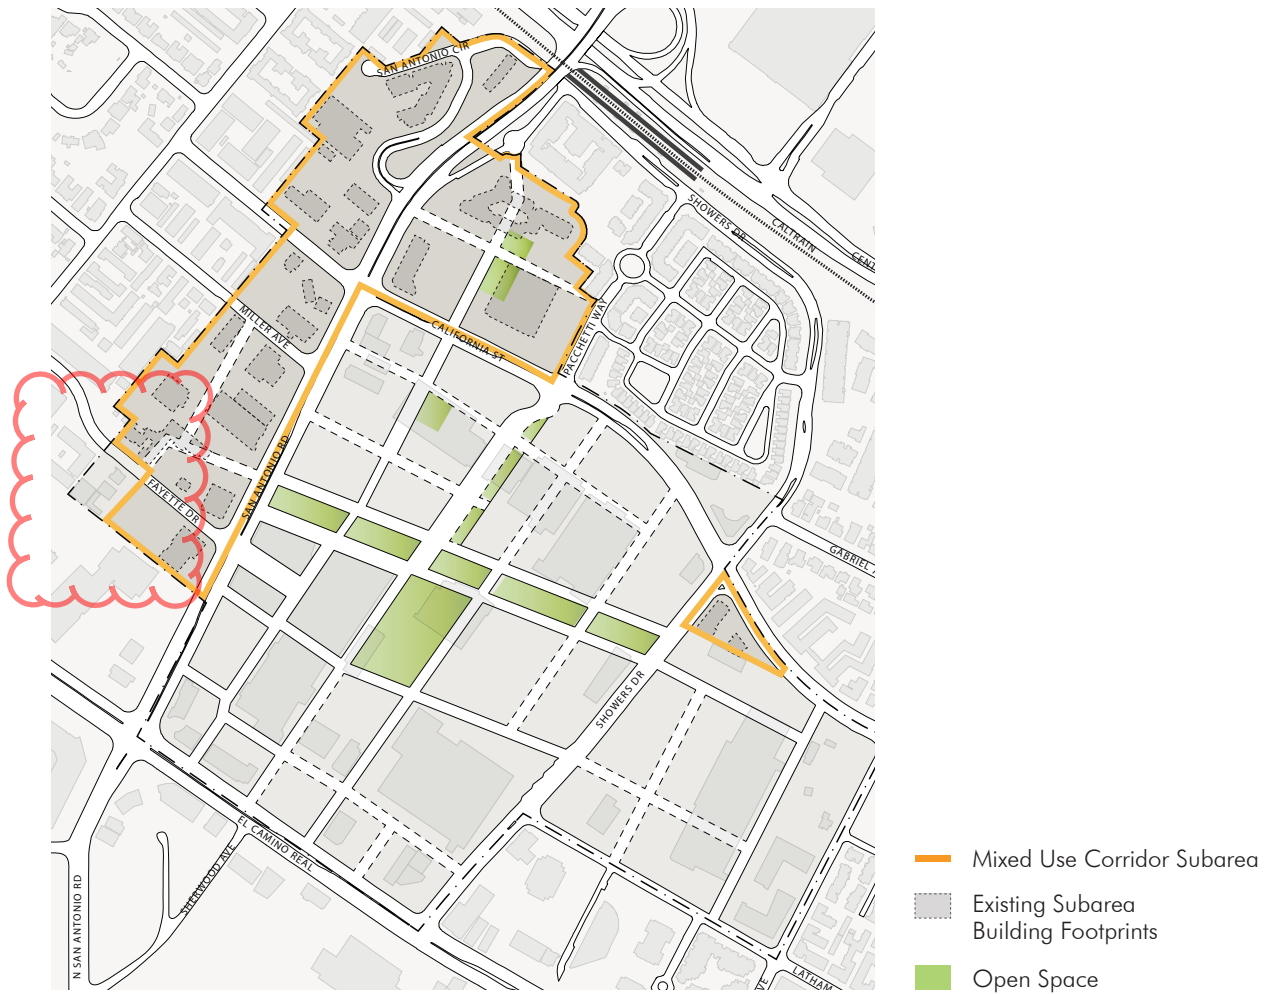 SAN ANTONIO CIR
SHOWERS DR
CALTRAIN
CENT
MILLER AVE
CALIFORNIA ST
PACCHETTI WAY
SAN ANTONIO RD
FAYETTE DR
GABRIEL
SHOWERS DR
EL CAMINO REAL
SHERWOOD AVE
N SAN ANTONIO RD
LATHAM
VE
Mixed Use Corridor Subarea
Existing Subarea
Building Footprints
Open Space